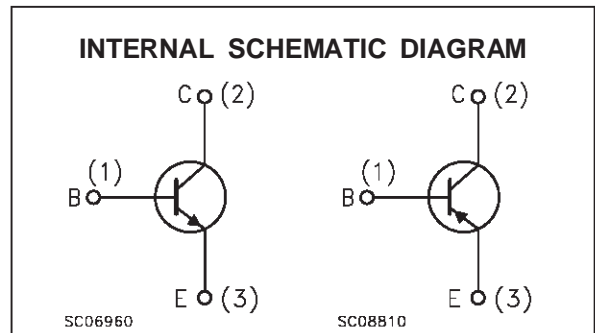 INTERNAL SCHEMATIC DIAGRAM
C (2) C (2)
(1) (1)
B B
E (3) E (3)
SC06960 SC08810